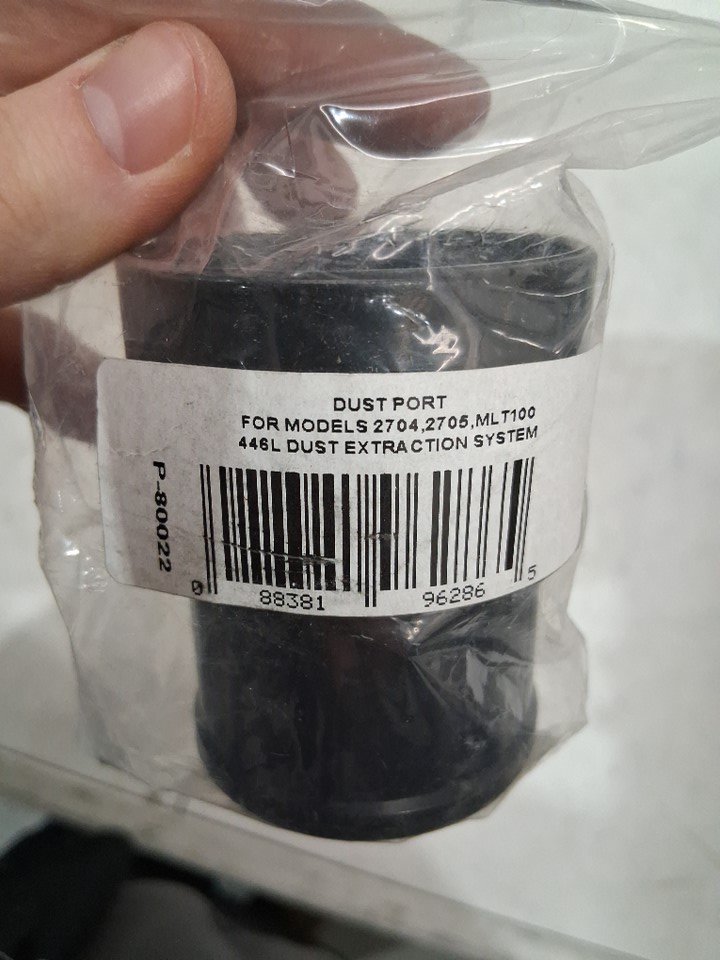 DUST PORT
FOR MODELS 2704,2705,MLT100
446L DUST EXTRACTION SYSTEM
P-80022
0 88381 96286 5